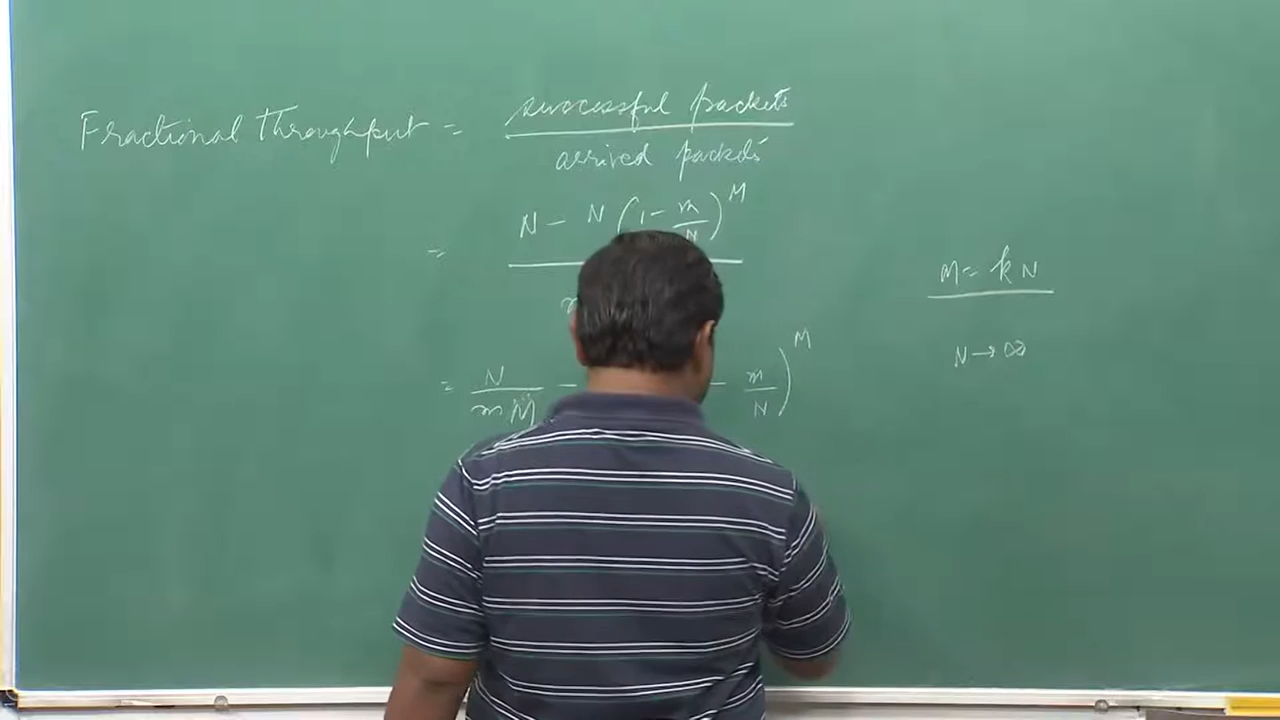 Fractional Throughput = successful packets / arrived packets
= N - N (1 - m/N)^M
= N/mM - - m/N)^M
M = kN
N → ∞